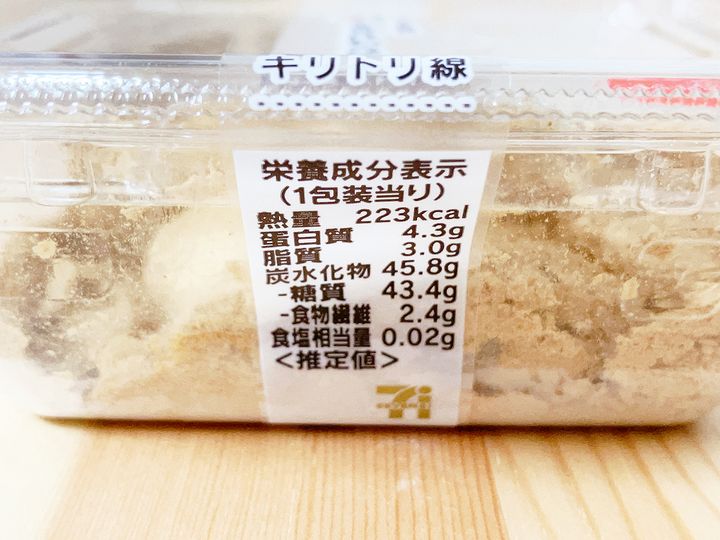 キリトリ線
栄養成分表示
(1包装当り)
熱量 223kcal
蛋白質 4.3g
脂質 3.0g
炭水化物 45.8g
-糖質 43.4g
-食物繊維 2.4g
食塩相当量 0.02g
<推定値>